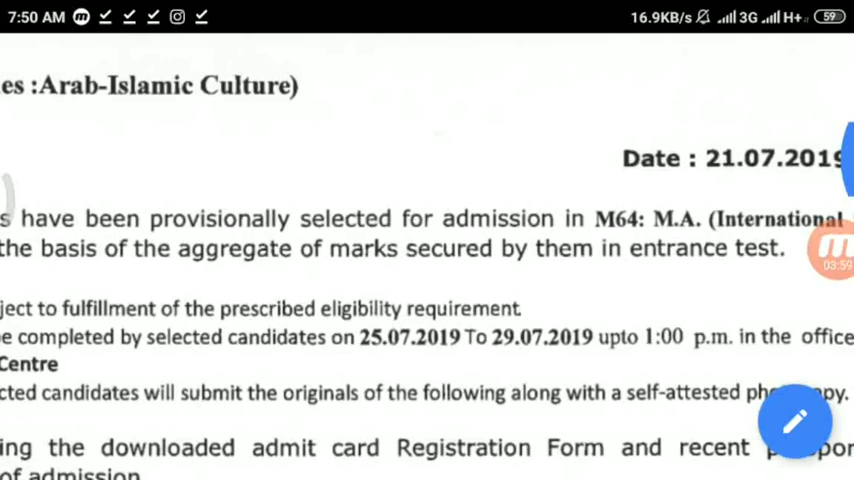 7:50 AM 16.9KB/s 3G H+ 59
es :Arab-Islamic Culture)
Date : 21.07.2019
s have been provisionally selected for admission in M64: M.A. (International
the basis of the aggregate of marks secured by them in entrance test.
03:59
ject to fulfillment of the prescribed eligibility requirement.
e completed by selected candidates on 25.07.2019 To 29.07.2019 upto 1:00 p.m. in the office
Centre
cted candidates will submit the originals of the following along with a self-attested
ing the downloaded admit card Registration Form and recent
of admission